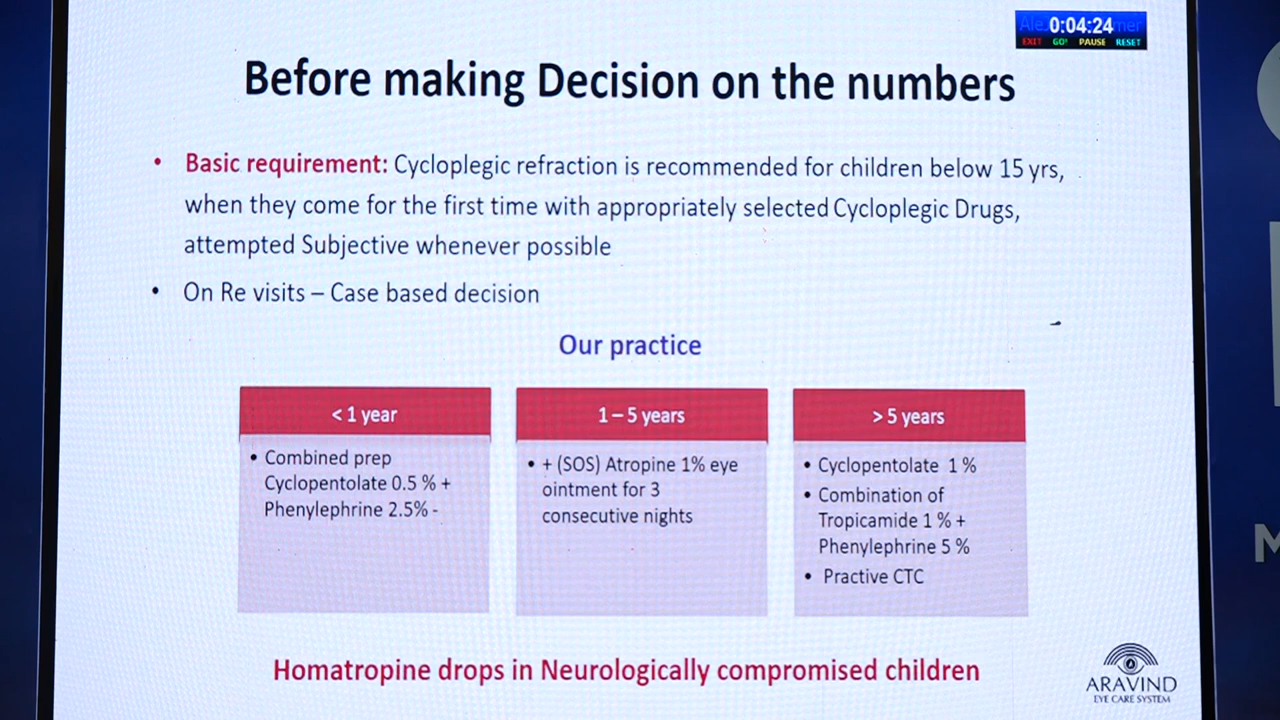 0:04:24
EXIT GO! PAUSE RESET
Before making Decision on the numbers
• Basic requirement: Cycloplegic refraction is recommended for children below 15 yrs,
when they come for the first time with appropriately selected Cycloplegic Drugs,
attempted Subjective whenever possible
• On Re visits – Case based decision
Our practice
< 1 year
• Combined prep
Cyclopentolate 0.5 % +
Phenylephrine 2.5% -
1 – 5 years
• + (SOS) Atropine 1% eye
ointment for 3
consecutive nights
> 5 years
• Cyclopentolate 1 %
• Combination of
Tropicamide 1 % +
Phenylephrine 5 %
• Practive CTC
Homatropine drops in Neurologically compromised children
ARAVIND
EYE CARE SYSTEM